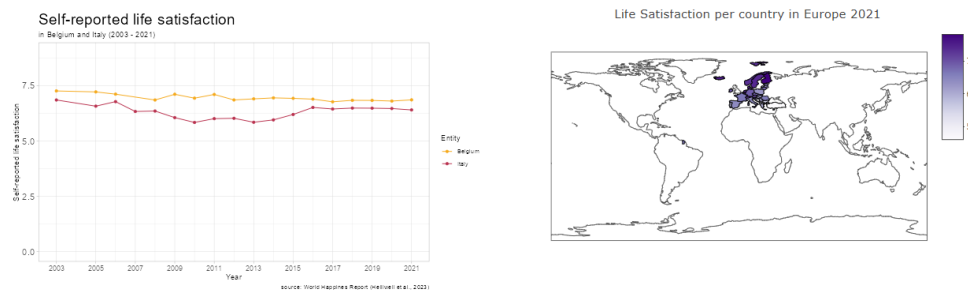 Self-reported life satisfaction
in Belgium and Italy (2003 - 2021)
Self-reported life satisfaction
7.5
5.0
2.5
0.0
2003
2005
2007
2009
2011
2013
2015
2017
2019
2021
Year
Entity
Belgium
Italy
source: World Happines Report (Helliwell et al., 2023)
Life Satisfaction per country in Europe 2021